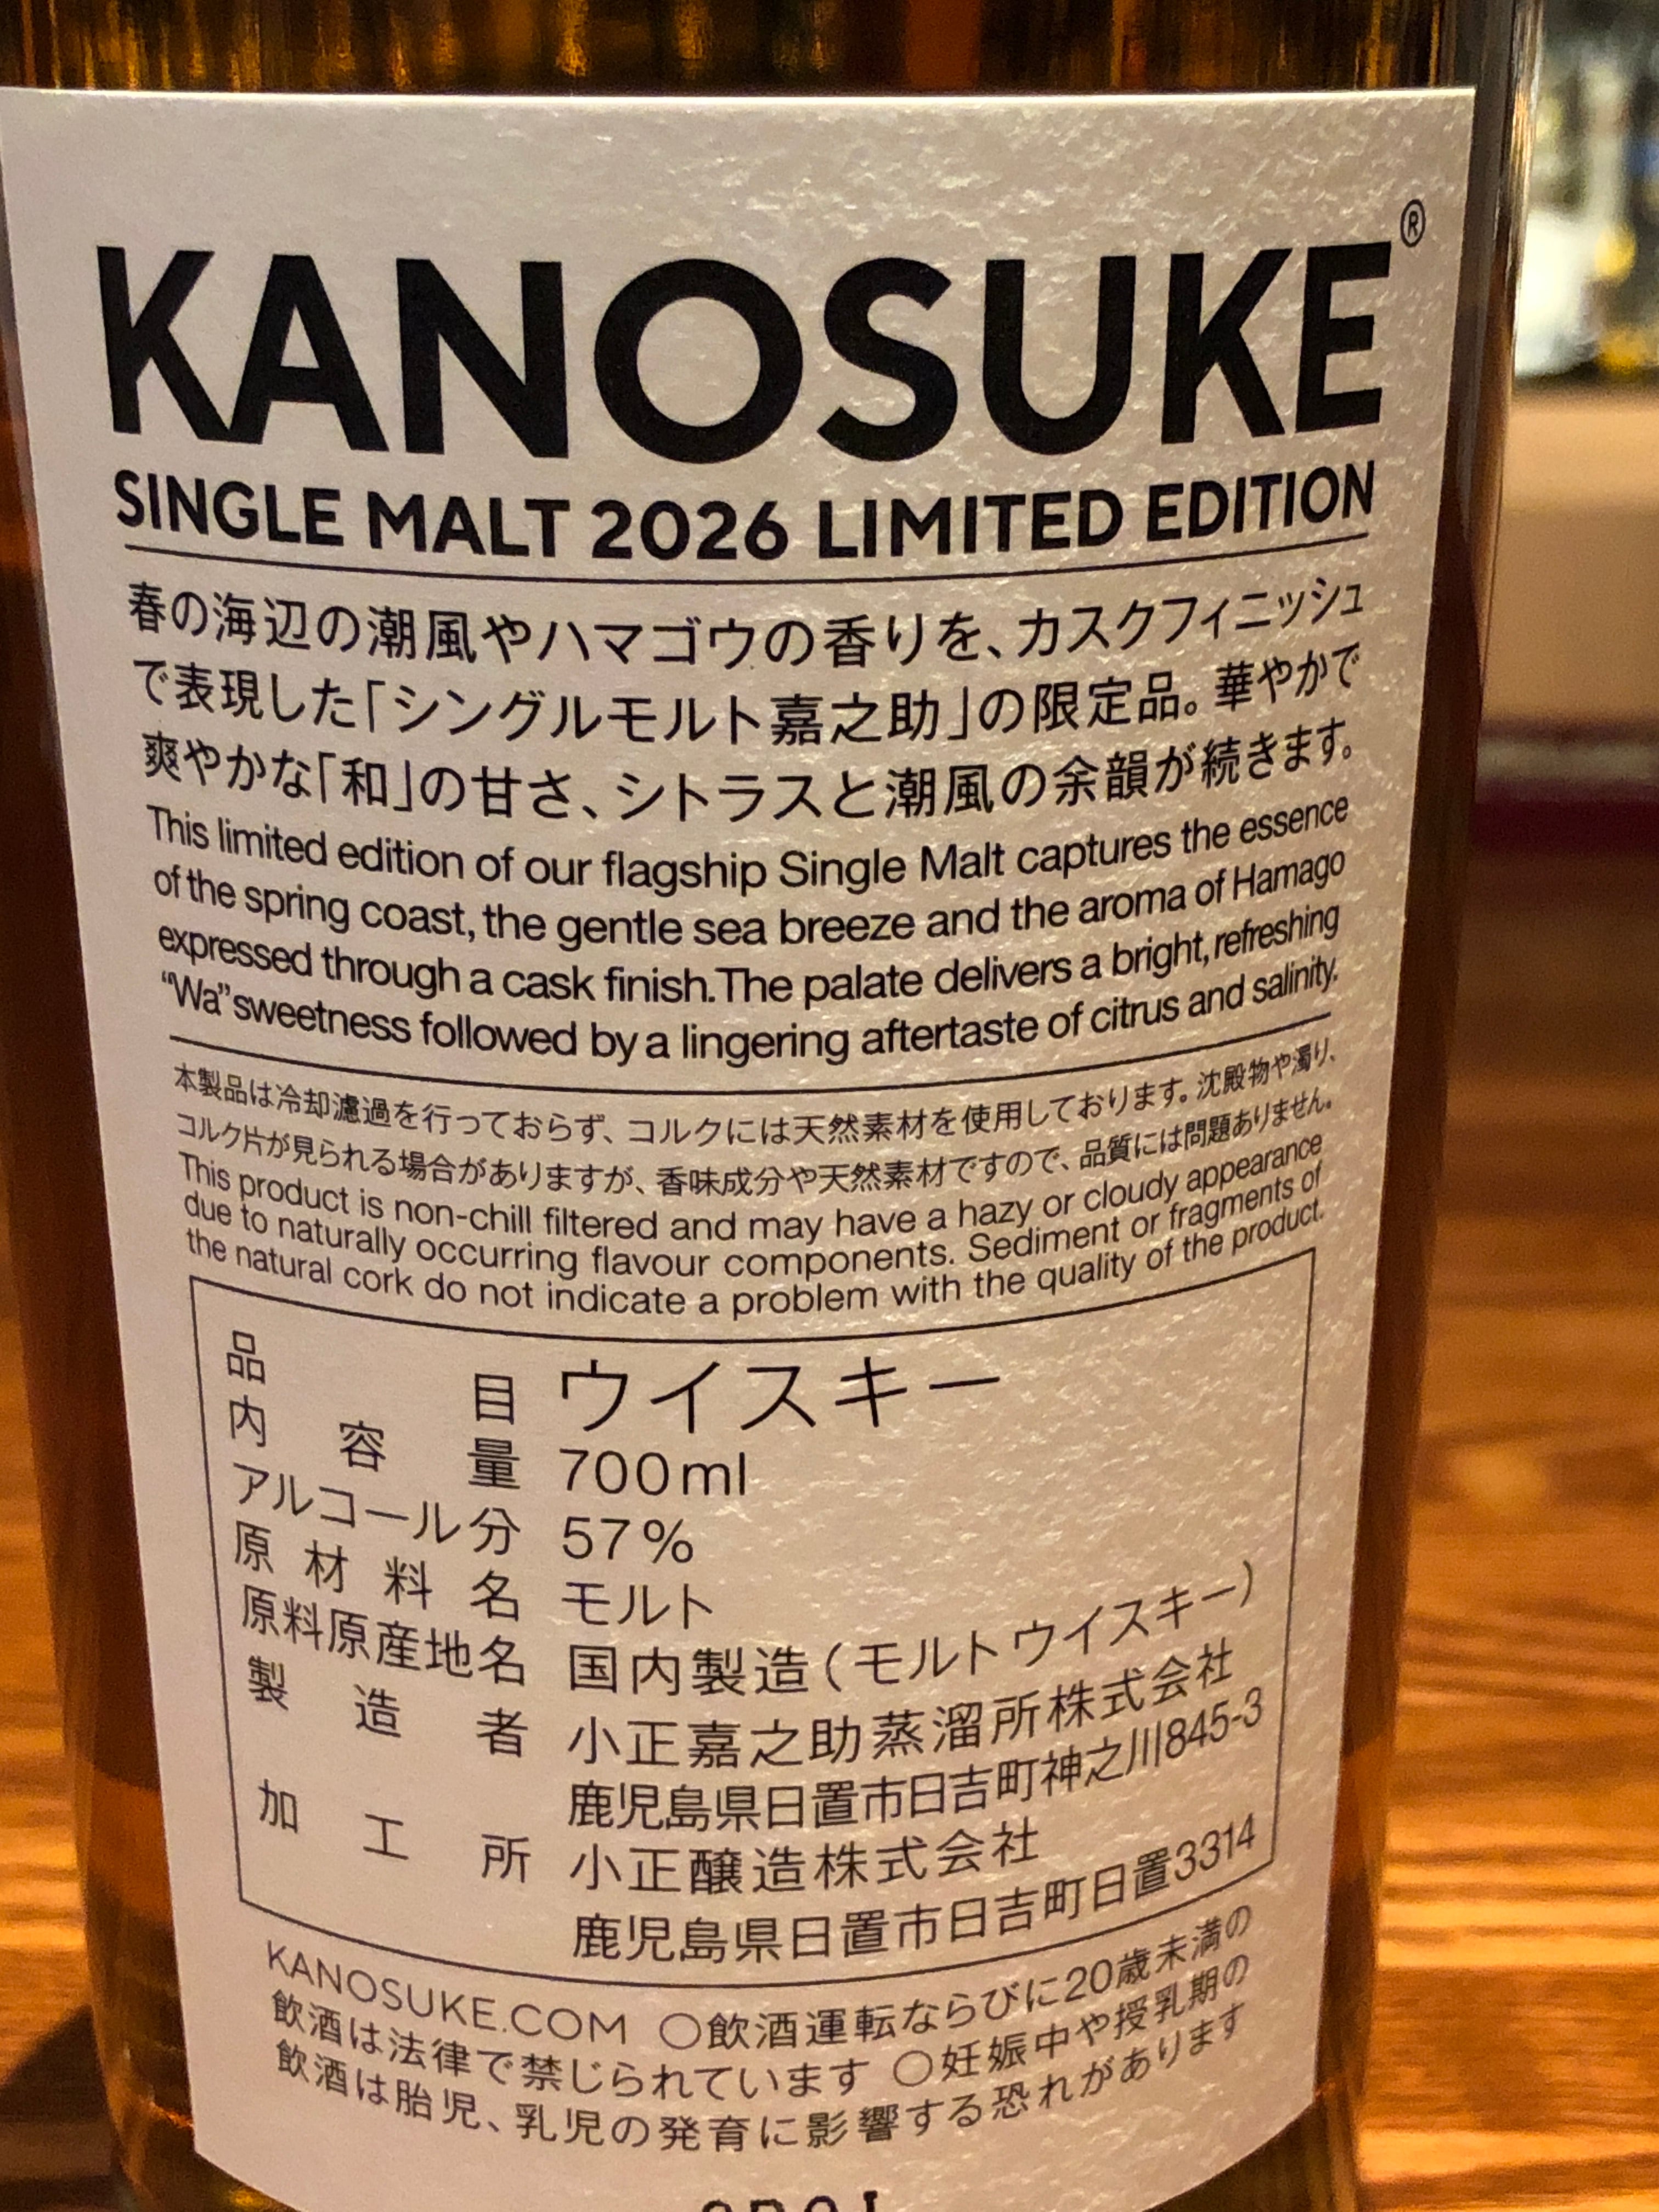 KANOSUKE®
SINGLE MALT 2026 LIMITED EDITION
春の海辺の潮風やハマゴウの香りを、カスクフィニッシュ
で表現した「シングルモルト嘉之助」の限定品。華やかで
爽やかな「和」の甘さ、シトラスと潮風の余韻が続きます。
This limited edition of our flagship Single Malt captures the essence
of the spring coast, the gentle sea breeze and the aroma of Hamago
expressed through a cask finish. The palate delivers a bright, refreshing
“Wa” sweetness followed by a lingering aftertaste of citrus and salinity.
本製品は冷却濾過を行っておらず、コルクには天然素材を使用しております。沈殿物や濁り、
コルク片が見られる場合がありますが、香味成分や天然素材ですので、品質には問題ありません。
This product is non-chill filtered and may have a hazy or cloudy appearance
due to naturally occurring flavour components. Sediment or fragments of
the natural cork do not indicate a problem with the quality of the product.
品目 ウイスキー
内容量 700ml
アルコール分 57%
原材料名 モルト
原料原産地名 国内製造(モルトウイスキー)
製造者 小正嘉之助蒸溜所株式会社
鹿児島県日置市日吉町神之川845-3
加工所 小正醸造株式会社
鹿児島県日置市日吉町日置3314
KANOSUKE.COM ○飲酒運転ならびに20歳未満の
飲酒は法律で禁じられています ○妊娠中や授乳期の
飲酒は胎児、乳児の発育に影響する恐れがあります